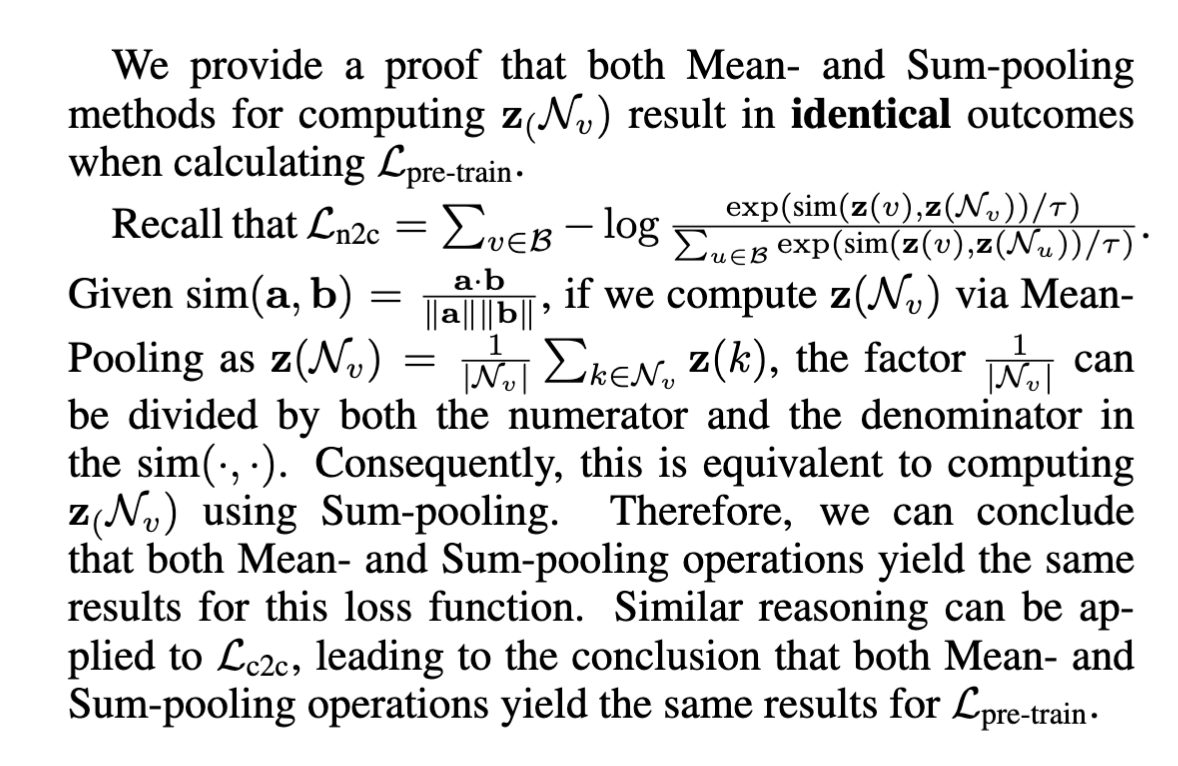 We provide a proof that both Mean- and Sum-pooling
methods for computing $\mathbf{z}_(\mathcal{N}_v)$ result in identical outcomes
when calculating $\mathcal{L}_{\text{pre-train}}$.
Recall that $\mathcal{L}_{\text{n2c}} = \sum_{v \in \mathcal{B}} -\log \frac{\exp(\text{sim}(\mathbf{z}(v),\mathbf{z}(\mathcal{N}_v))/\tau)}{\sum_{u \in \mathcal{B}} \exp(\text{sim}(\mathbf{z}(v),\mathbf{z}(\mathcal{N}_u))/\tau)}$.
Given $\text{sim}(\mathbf{a}, \mathbf{b}) = \frac{\mathbf{a} \cdot \mathbf{b}}{\|\mathbf{a}\|\|\mathbf{b}\|}$, if we compute $\mathbf{z}(\mathcal{N}_v)$ via Mean-
Pooling as $\mathbf{z}(\mathcal{N}_v) = \frac{1}{|\mathcal{N}_v|} \sum_{k \in \mathcal{N}_v} \mathbf{z}(k)$, the factor $\frac{1}{|\mathcal{N}_v|}$ can
be divided by both the numerator and the denominator in
the $\text{sim}(\cdot, \cdot)$. Consequently, this is equivalent to computing
$\mathbf{z}_(\mathcal{N}_v)$ using Sum-pooling. Therefore, we can conclude
that both Mean- and Sum-pooling operations yield the same
results for this loss function. Similar reasoning can be ap-
plied to $\mathcal{L}_{\text{c2c}}$, leading to the conclusion that both Mean- and
Sum-pooling operations yield the same results for $\mathcal{L}_{\text{pre-train}}$.